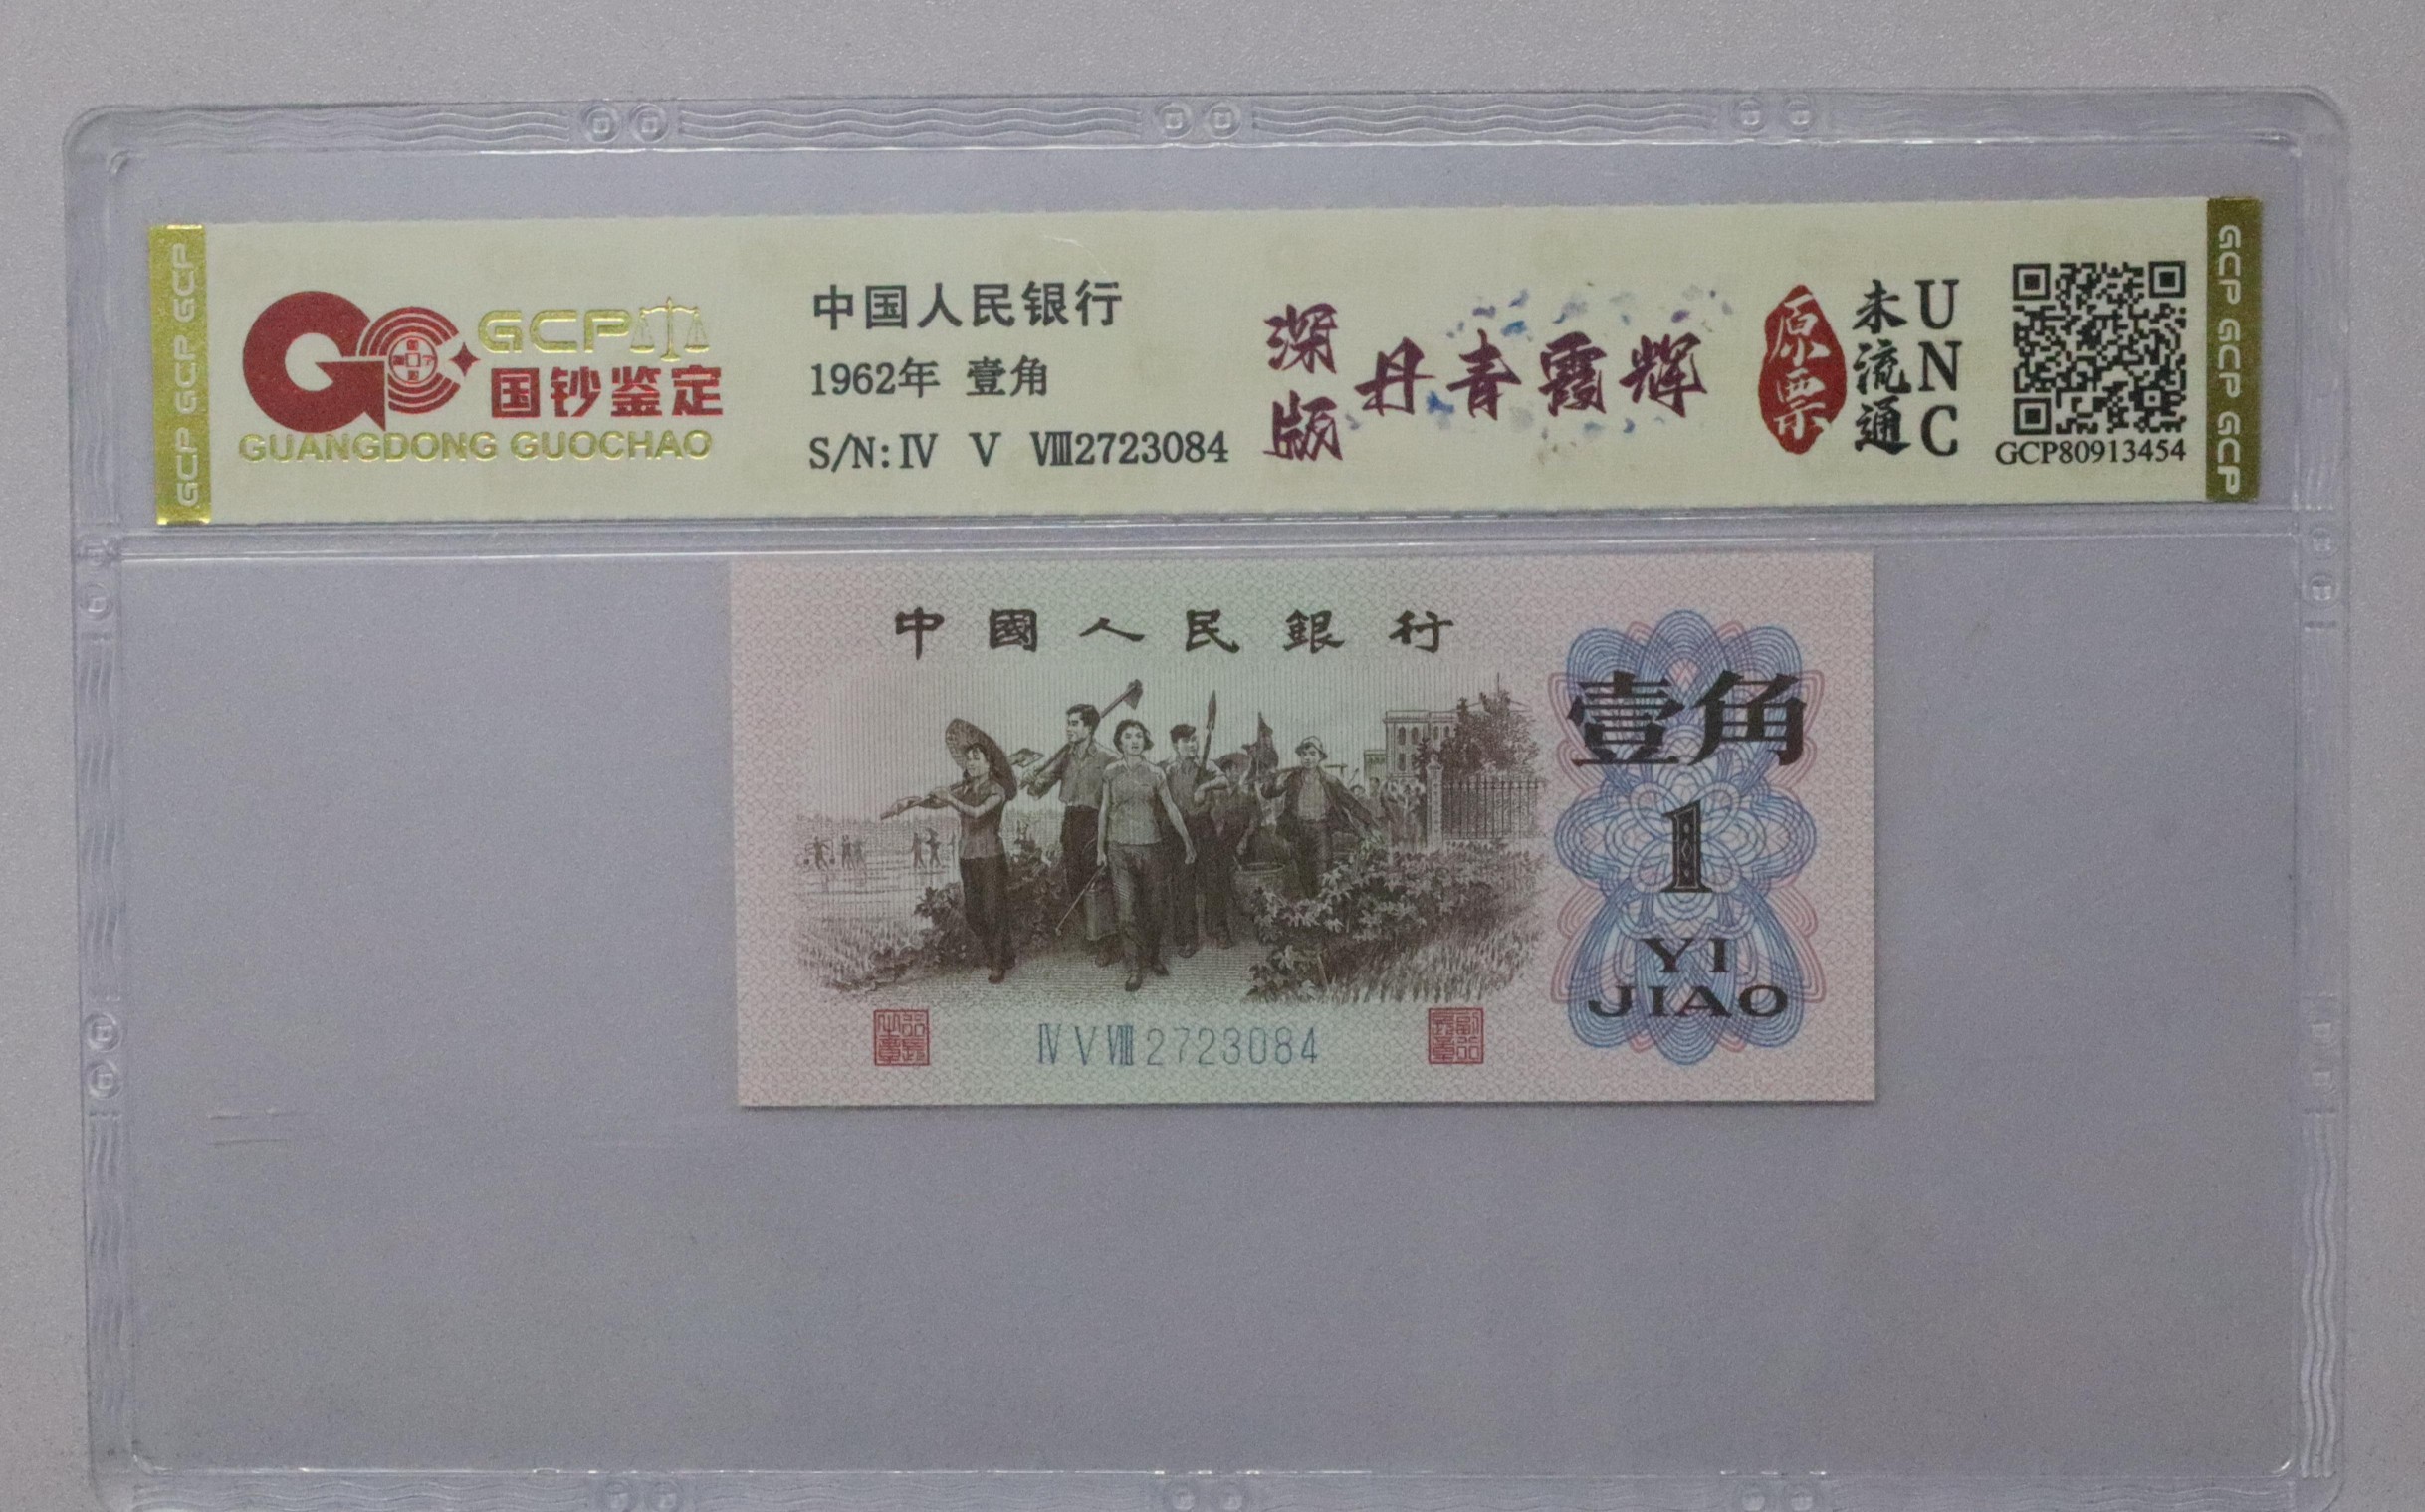 GCP GCP GCP
GCP
国钞鉴定
GUANGDONG GUOCHAO
中国人民银行
1962年 壹角
S/N: Ⅳ Ⅴ Ⅷ2723084
深版
丹青霞辉
原票
未流通
UNC
GCP80913454
GCP GCP GCP
中國人民銀行
壹角
1
YI
JIAO
ⅣⅤⅧ2723084